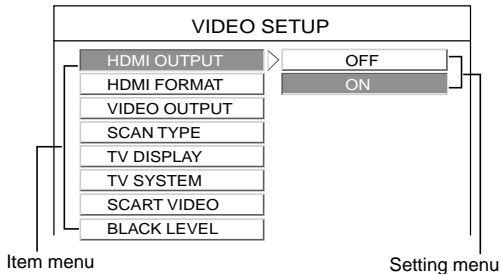 VIDEO SETUP
HDMI OUTPUT
OFF
HDMI FORMAT
ON
VIDEO OUTPUT
SCAN TYPE
TV DISPLAY
TV SYSTEM
SCART VIDEO
BLACK LEVEL
Item menu
Setting menu